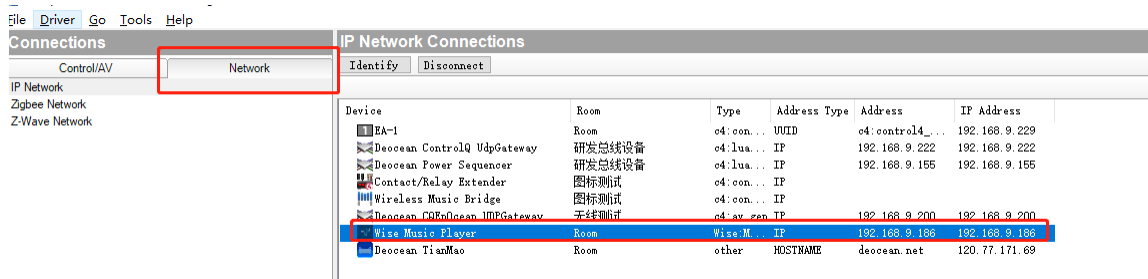 File Driver Go Tools Help
Connections
IP Network Connections
Control/AV Network
Identify Disconnect
IP Network
Zigbee Network
Z-Wave Network
Device Room Type Address Type Address IP Address
EA-1 Room c4:con... UUID c4:control4_... 192.168.9.229
Deocean ControlQ UdpGateway 研发总线设备 c4:lua... IP 192.168.9.222 192.168.9.222
Deocean Power Sequencer 研发总线设备 c4:lua... IP 192.168.9.155 192.168.9.155
Contact/Relay Extender 图标测试 c4:con... IP
Wireless Music Bridge 图标测试 c4:con... IP
Deocean CQEnOcean UDPGateway 无线测试 c4:av_gen IP 192.168.9.200 192.168.9.200
Wise Music Player Room Wise:M... IP 192.168.9.186 192.168.9.186
Deocean TianMao Room other HOSTNAME deocean.net 120.77.171.69